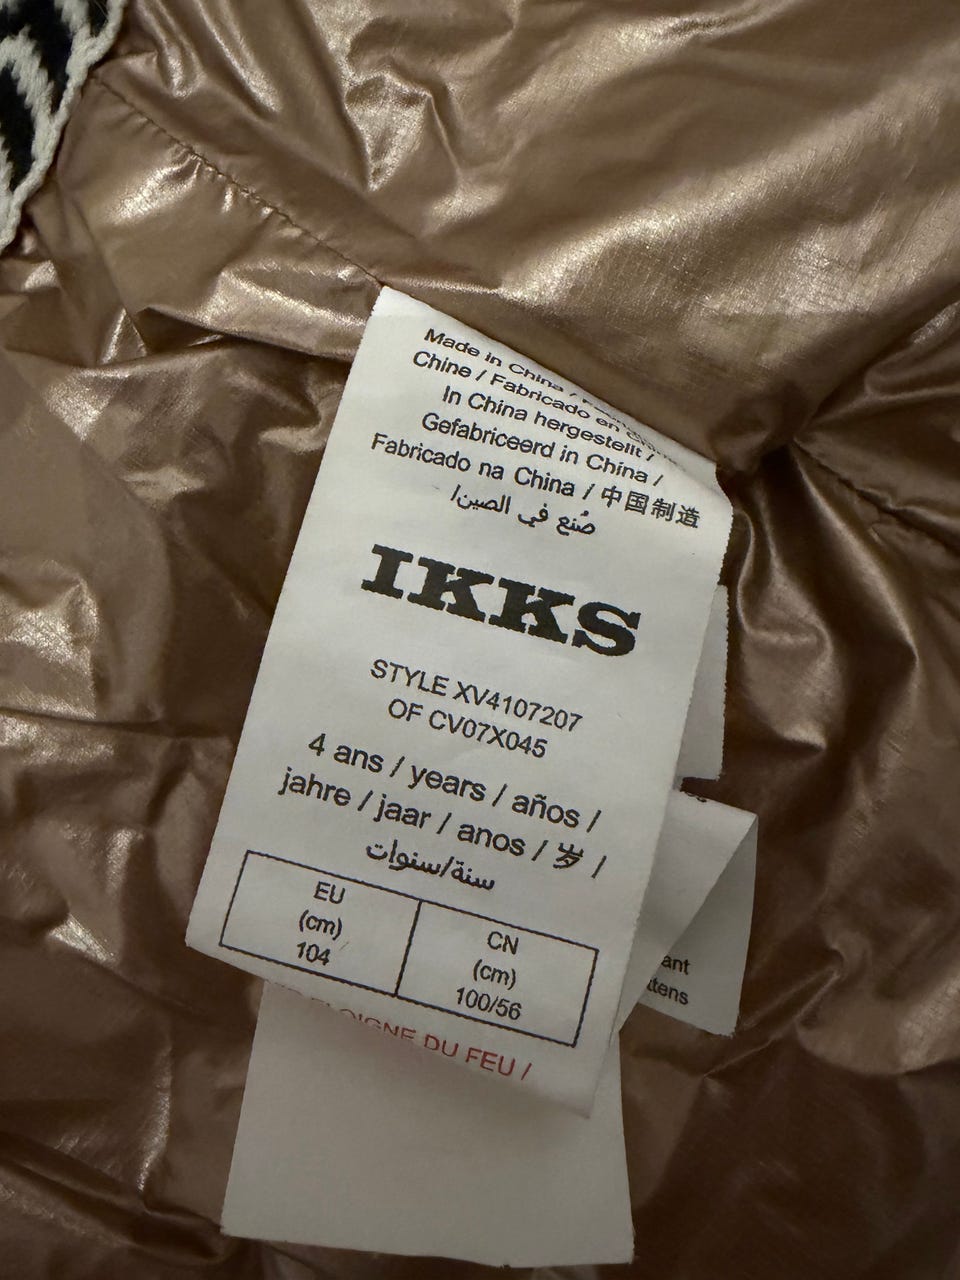 Made in China /
Chine / Fabricado en
In China hergestellt /
Gefabriceerd in China /
Fabricado na China / 中国制造
صُنع في الصين/
IKKS
STYLE XV4107207
OF CV07X045
4 ans / years / años /
jahre / jaar / anos / 岁 /
سنة/سنوات
EU
(cm)
104
CN
(cm)
100/56
DU FEU /